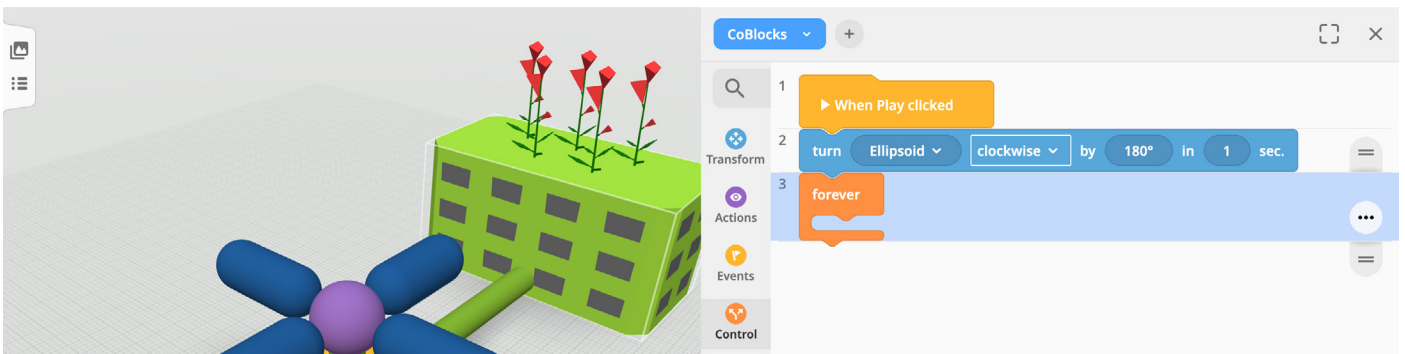 CoBlocks
1
When Play clicked
2
turn Ellipsoid clockwise by 180° in 1 sec.
3
forever
Transform
Actions
Events
Control